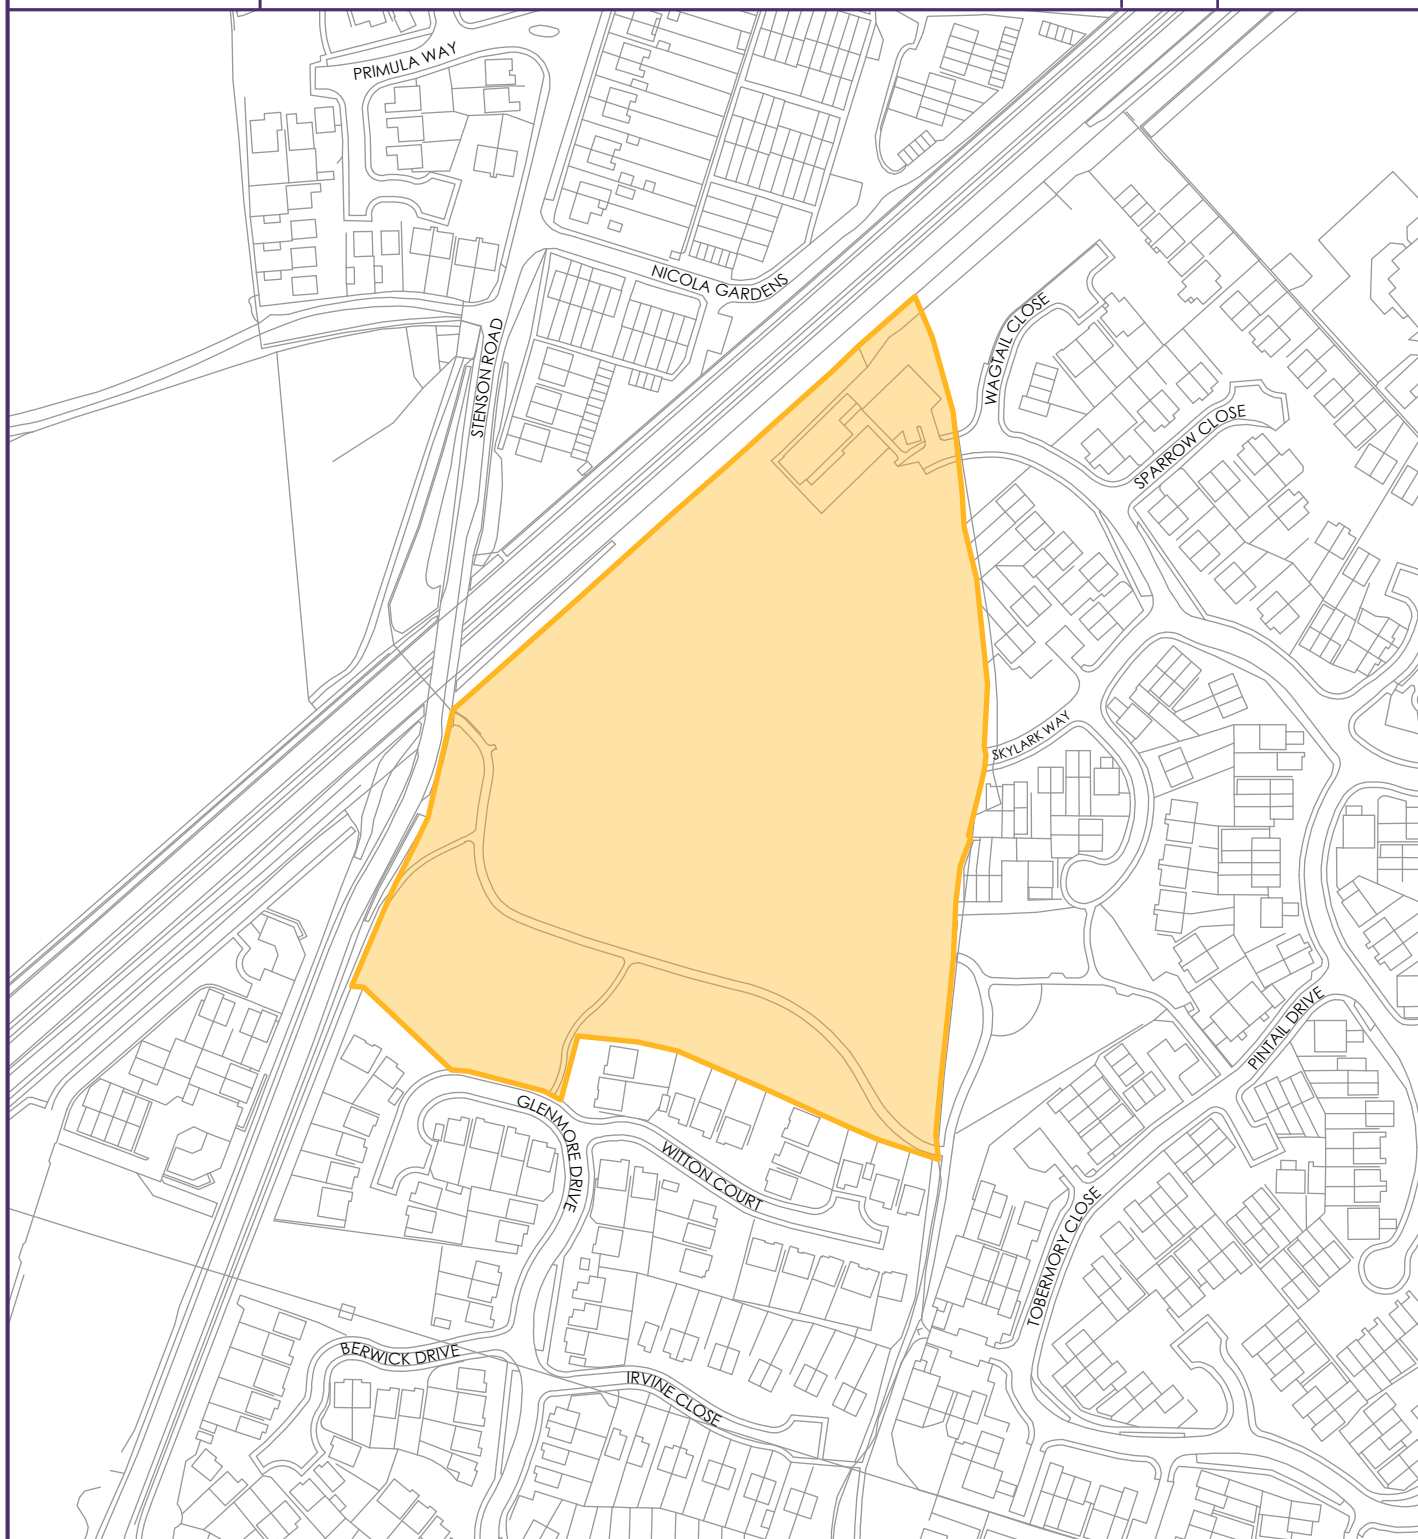 PRIMULA WAY
NICOLA GARDENS
STENSON ROAD
WAGTAIL CLOSE
SPARROW CLOSE
SKYLARK WAY
PINTAIL DRIVE
GLENMORE DRIVE
WITTON COURT
TOBERMORY CLOSE
BERWICK DRIVE
IRVINE CLOSE